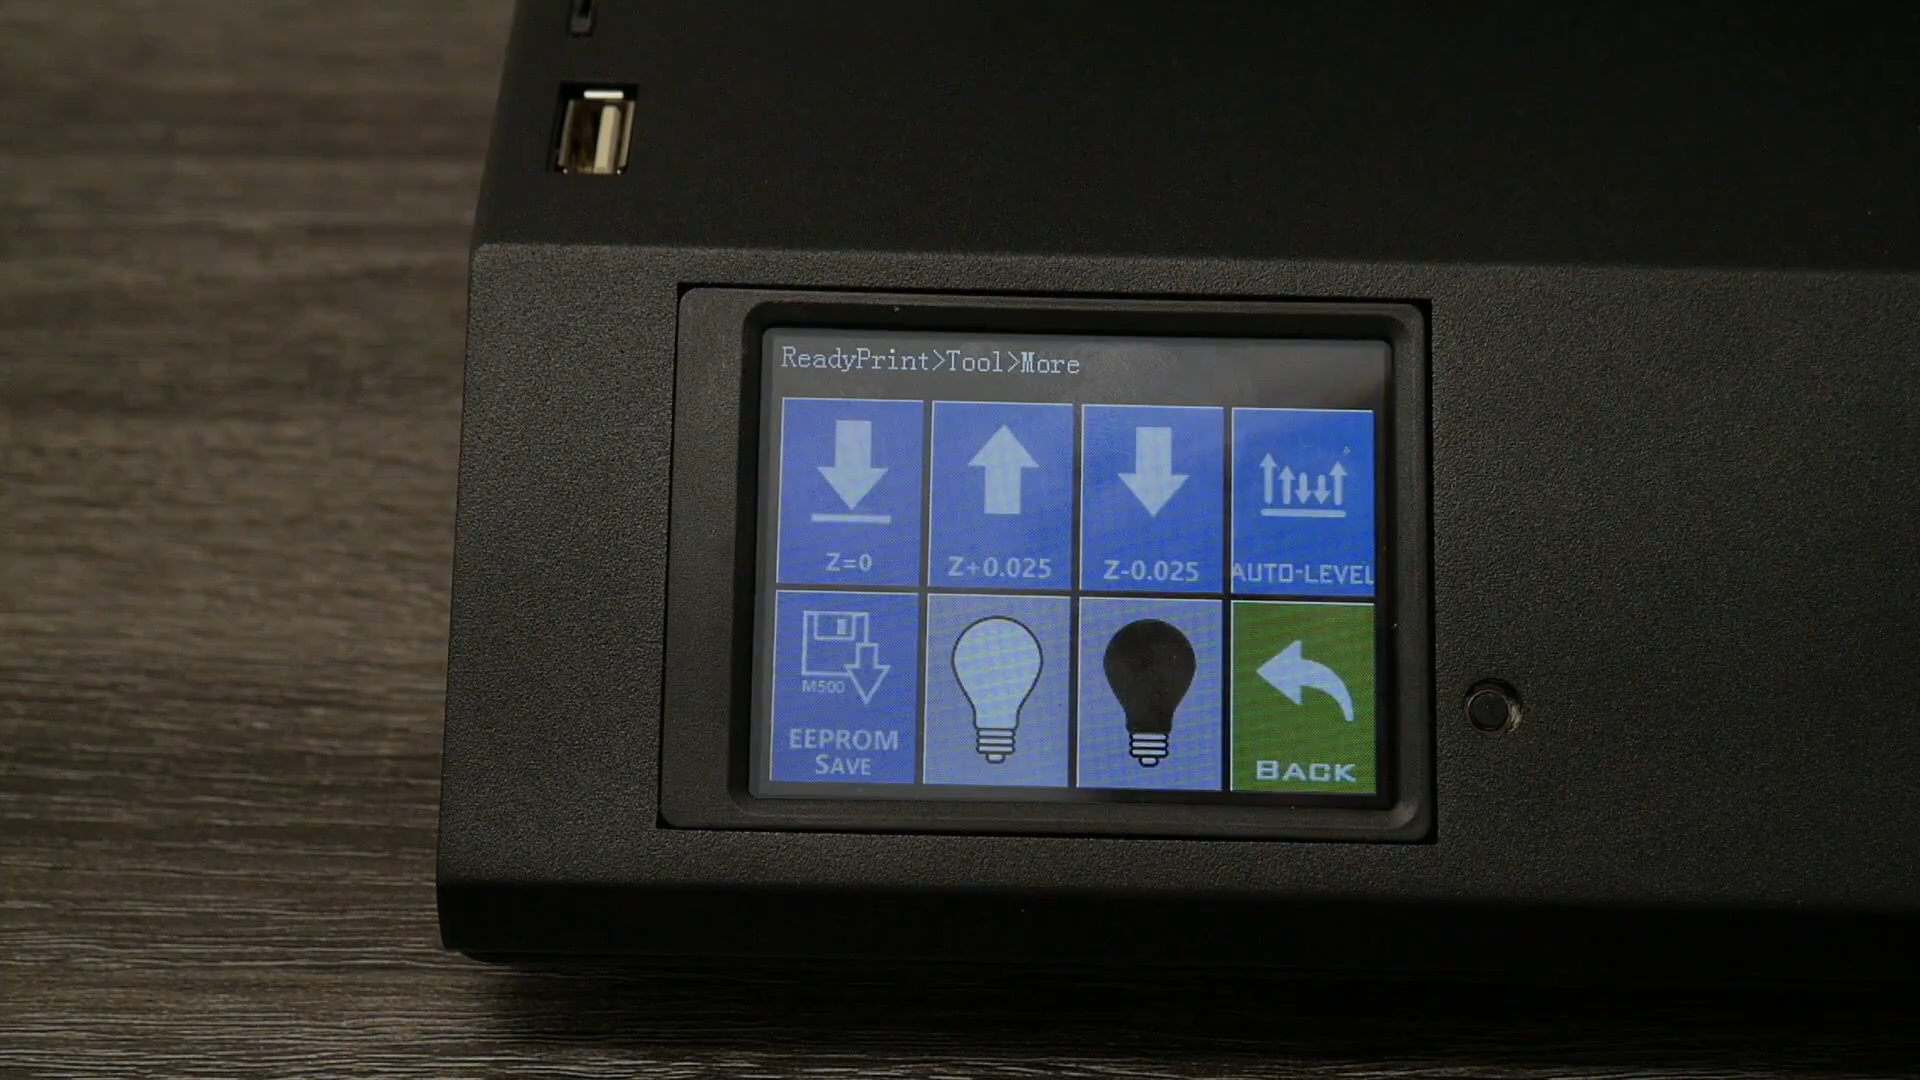 ReadyPrint>Tool>More
Z=0
Z+0.025
Z-0.025
AUTO-LEVEL
M500
EEPROM
SAVE
BACK